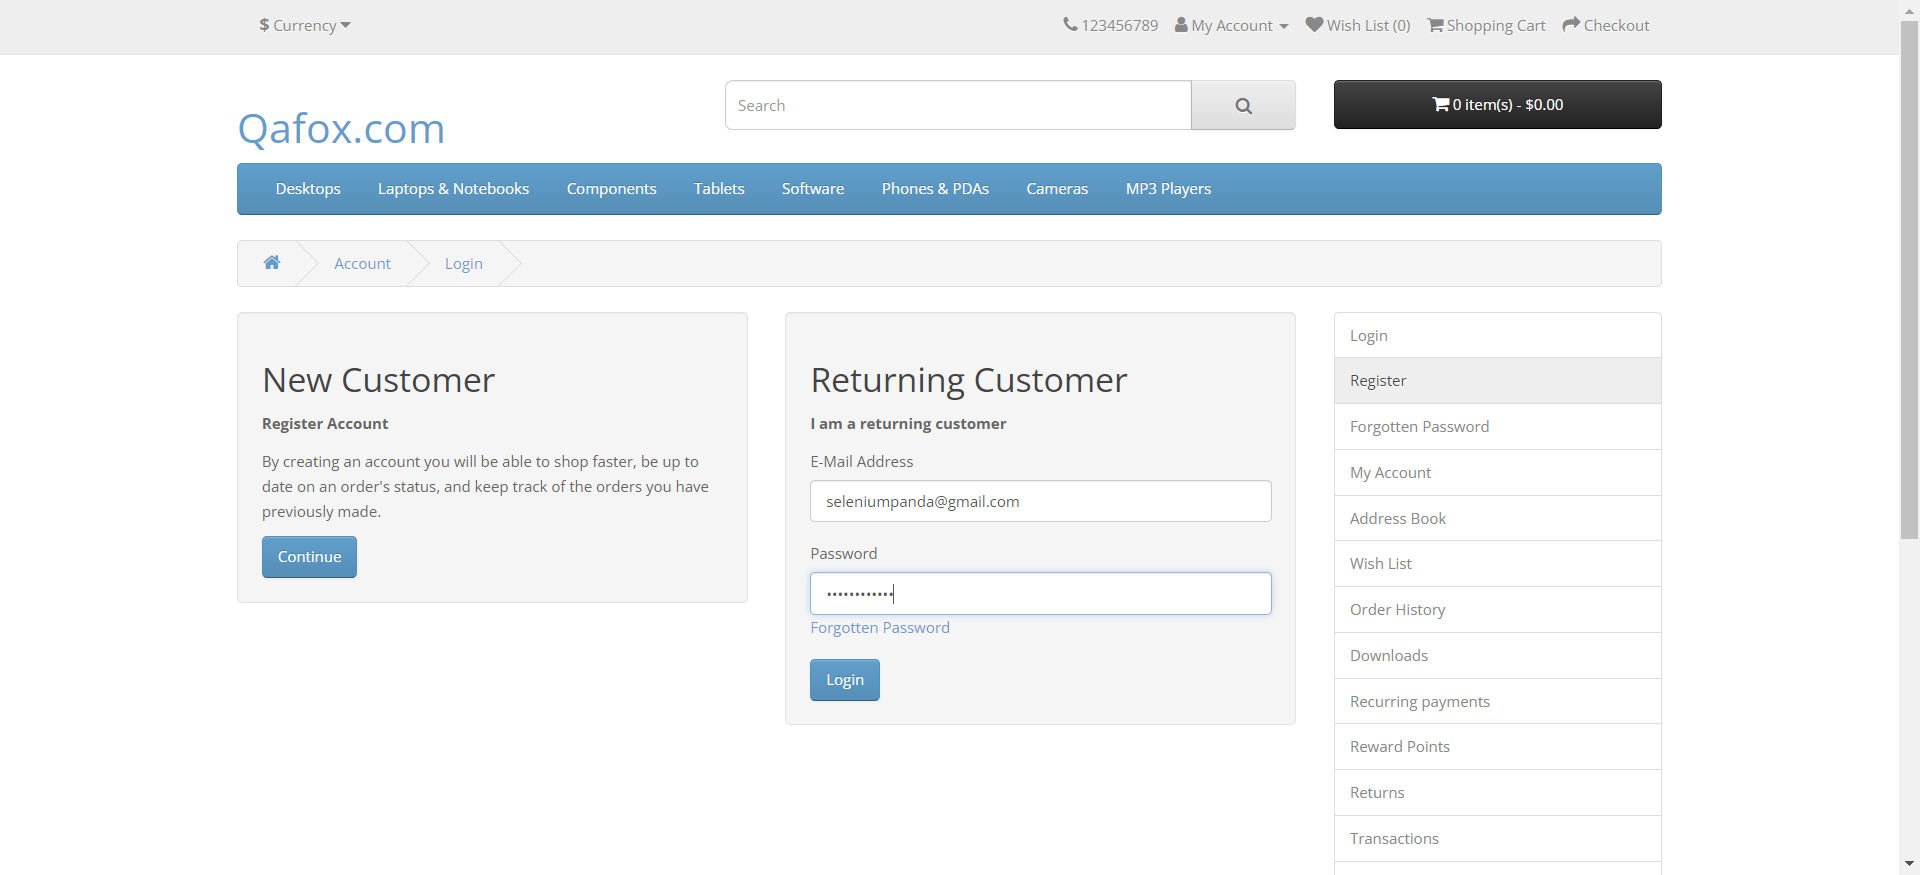 $ Currency
123456789 My Account Wish List (0) Shopping Cart Checkout
Qafox.com
Search
0 item(s) - $0.00
Desktops Laptops & Notebooks Components Tablets Software Phones & PDAs Cameras MP3 Players
Account Login
New Customer
Register Account
By creating an account you will be able to shop faster, be up to
date on an order's status, and keep track of the orders you have
previously made.
Continue
Returning Customer
I am a returning customer
E-Mail Address
seleniumpanda@gmail.com
Password
••••••••••••
Forgotten Password
Login
Login
Register
Forgotten Password
My Account
Address Book
Wish List
Order History
Downloads
Recurring payments
Reward Points
Returns
Transactions